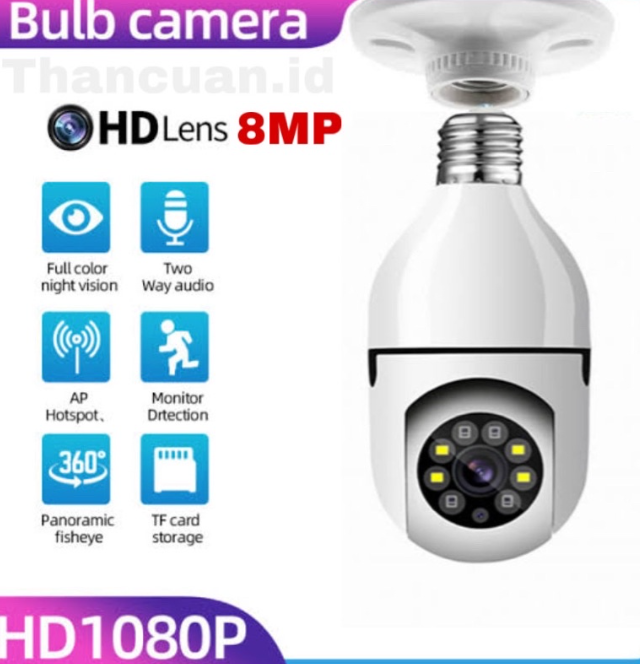 Bulb camera
Thancuan.id
HD Lens 8MP
Full color
night vision
Two
Way audio
AP
Hotspot、
Monitor
Drtection
360°
Panoramic
fisheye
TF card
storage
HD1080P